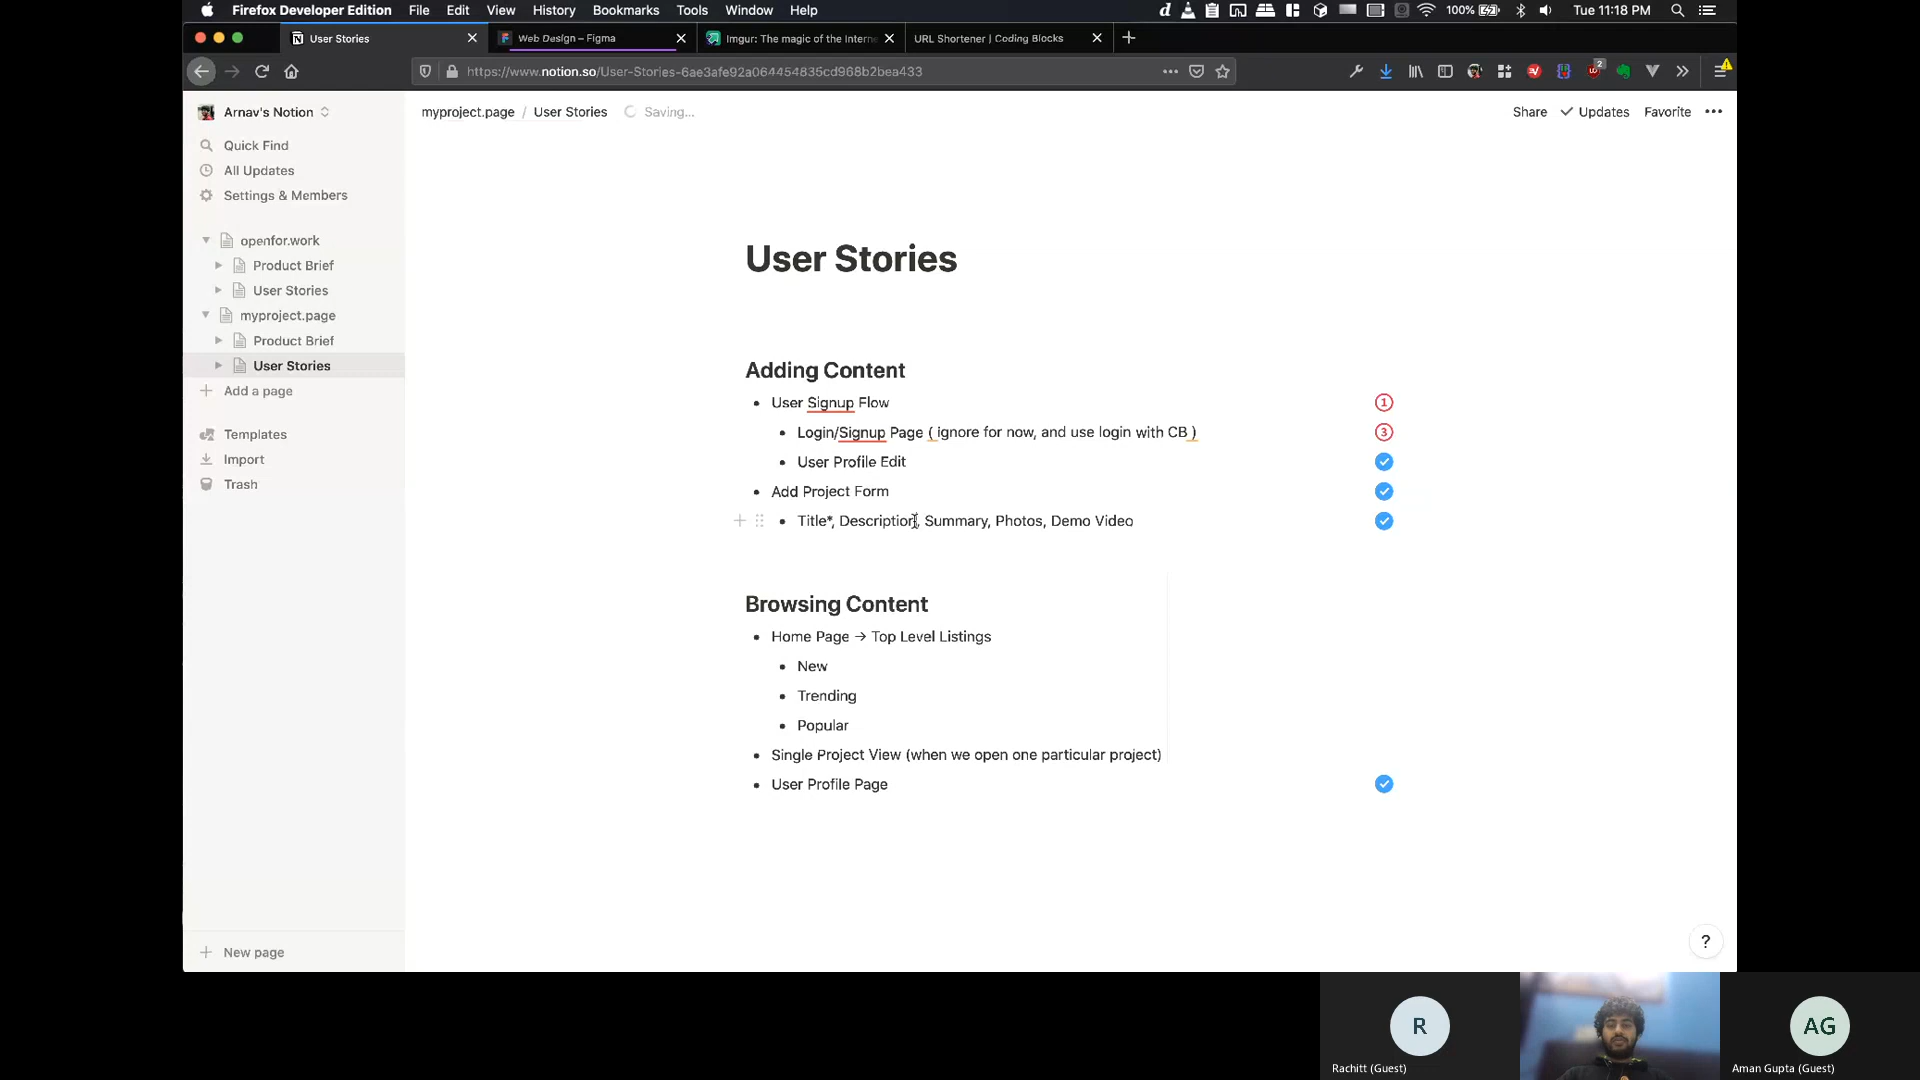 Firefox Developer Edition File Edit View History Bookmarks Tools Window Help 100% Tue 11:18 PM
User Stories
Web Design – Figma
Imgur: The magic of the Interne
URL Shortener | Coding Blocks
https://www.notion.so/User-Stories-6ae3afe92a064454835cd968b2bea433
2
Arnav's Notion
myproject.page / User Stories Saving...
Share Updates Favorite
Quick Find
All Updates
Settings & Members
openfor.work
Product Brief
User Stories
myproject.page
Product Brief
User Stories
Add a page
Templates
Import
Trash
New page
User Stories
Adding Content
User Signup Flow 1
Login/Signup Page ( ignore for now, and use login with CB ) 3
User Profile Edit
Add Project Form
Title*, Description, Summary, Photos, Demo Video
Browsing Content
Home Page → Top Level Listings
New
Trending
Popular
Single Project View (when we open one particular project)
User Profile Page
?
R
AG
Rachitt (Guest)
Aman Gupta (Guest)